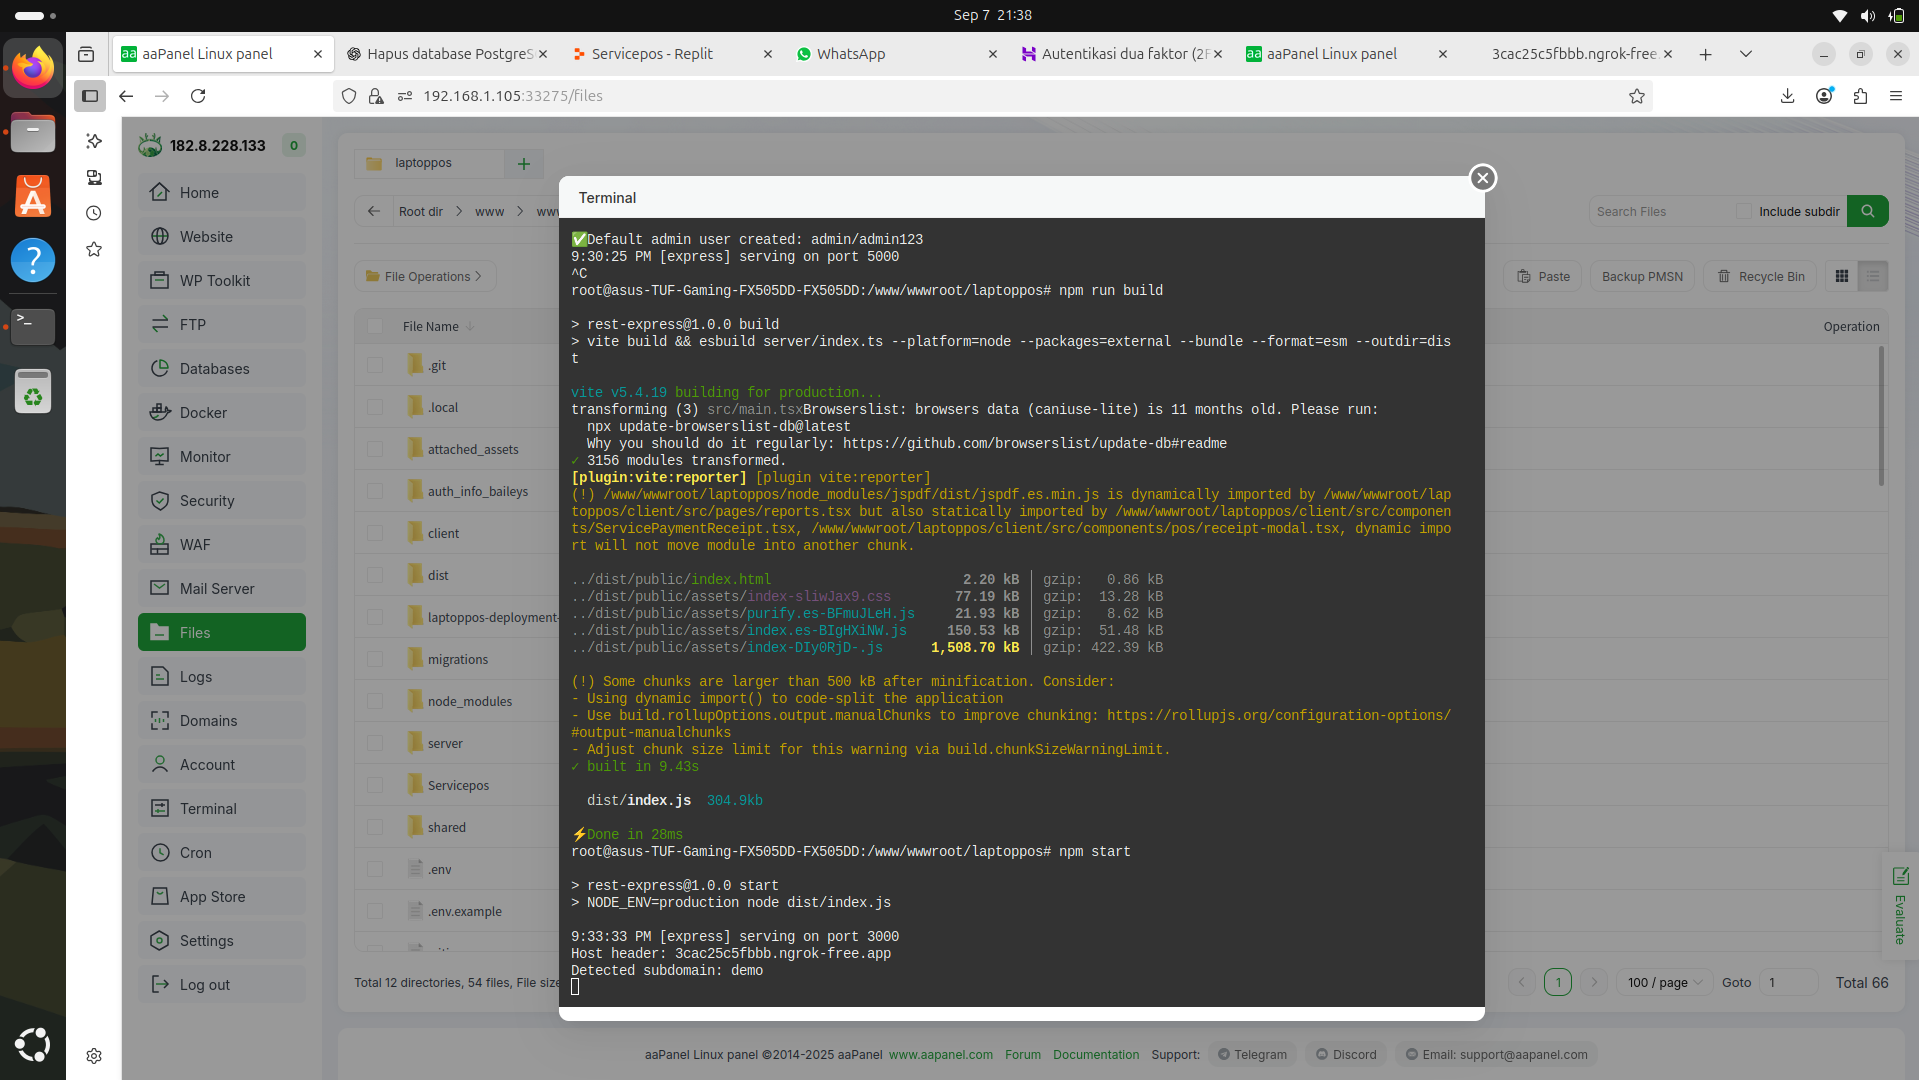 Sep 7 21:38
aaPanel Linux panel
Hapus database PostgreS
Servicepos - Replit
WhatsApp
Autentikasi dua faktor (2F
aaPanel Linux panel
3cac25c5fbbb.ngrok-free.
192.168.1.105:33275/files
182.8.228.133
0
Home
Website
WP Toolkit
FTP
Databases
Docker
Monitor
Security
WAF
Mail Server
Files
Logs
Domains
Account
Terminal
Cron
App Store
Settings
Log out
laptoppos
Root dir
www
Search Files
Include subdir
File Operations
Paste
Backup PMSN
Recycle Bin
File Name
Operation
.git
.local
attached_assets
auth_info_baileys
client
dist
laptoppos-deployment-
migrations
node_modules
server
Servicepos
shared
.env
.env.example
Total 12 directories, 54 files, File size
1
100 / page
Goto
1
Total 66
Evaluate
Terminal
✅Default admin user created: admin/admin123
9:30:25 PM [express] serving on port 5000
^C
root@asus-TUF-Gaming-FX505DD-FX505DD:/www/wwwroot/laptoppos# npm run build
> rest-express@1.0.0 build
> vite build && esbuild server/index.ts --platform=node --packages=external --bundle --format=esm --outdir=dis
t
vite v5.4.19 building for production...
transforming (3) src/main.tsxBrowserslist: browsers data (caniuse-lite) is 11 months old. Please run:
npx update-browserslist-db@latest
Why you should do it regularly: https://github.com/browserslist/update-db#readme
✓ 3156 modules transformed.
[plugin:vite:reporter] [plugin vite:reporter]
(!) /www/wwwroot/laptoppos/node_modules/jspdf/dist/jspdf.es.min.js is dynamically imported by /www/wwwroot/lap
toppos/client/src/pages/reports.tsx but also statically imported by /www/wwwroot/laptoppos/client/src/componen
ts/ServicePaymentReceipt.tsx, /www/wwwroot/laptoppos/client/src/components/pos/receipt-modal.tsx, dynamic impo
rt will not move module into another chunk.
../dist/public/index.html 2.20 kB │ gzip: 0.86 kB
../dist/public/assets/index-sliwJax9.css 77.19 kB │ gzip: 13.28 kB
../dist/public/assets/purify.es-BFmuJLeH.js 21.93 kB │ gzip: 8.62 kB
../dist/public/assets/index.es-BIgHXiNW.js 150.53 kB │ gzip: 51.48 kB
../dist/public/assets/index-DIy0RjD-.js 1,508.70 kB │ gzip: 422.39 kB
(!) Some chunks are larger than 500 kB after minification. Consider:
- Using dynamic import() to code-split the application
- Use build.rollupOptions.output.manualChunks to improve chunking: https://rollupjs.org/configuration-options/
#output-manualchunks
- Adjust chunk size limit for this warning via build.chunkSizeWarningLimit.
✓ built in 9.43s
dist/index.js 304.9kb
⚡Done in 28ms
root@asus-TUF-Gaming-FX505DD-FX505DD:/www/wwwroot/laptoppos# npm start
> rest-express@1.0.0 start
> NODE_ENV=production node dist/index.js
9:33:33 PM [express] serving on port 3000
Host header: 3cac25c5fbbb.ngrok-free.app
Detected subdomain: demo
aaPanel Linux panel ©2014-2025 aaPanel www.aapanel.com Forum Documentation Support: Telegram Discord Email: support@aapanel.com